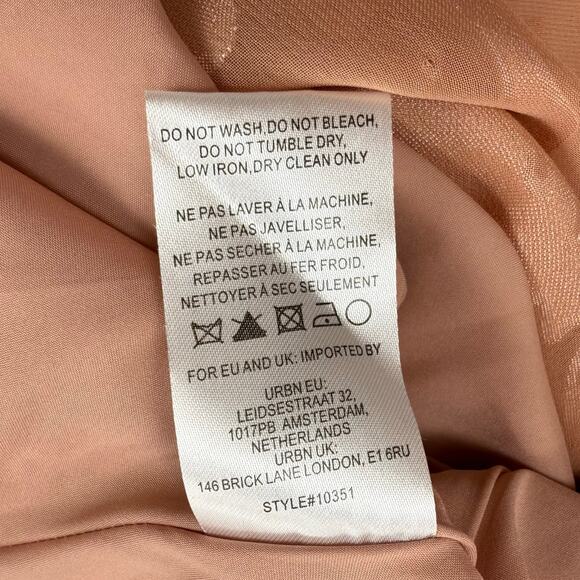 DO NOT WASH,DO NOT BLEACH,
DO NOT TUMBLE DRY,
LOW IRON,DRY CLEAN ONLY
NE PAS LAVER À LA MACHINE,
NE PAS JAVELLISER,
NE PAS SECHER À LA MACHINE,
REPASSER AU FER FROID,
NETTOYER À SEC SEULEMENT
FOR EU AND UK: IMPORTED BY
URBN EU:
LEIDSESTRAAT 32,
1017PB AMSTERDAM,
NETHERLANDS
URBN UK:
146 BRICK LANE LONDON, E1 6RU
STYLE#10351